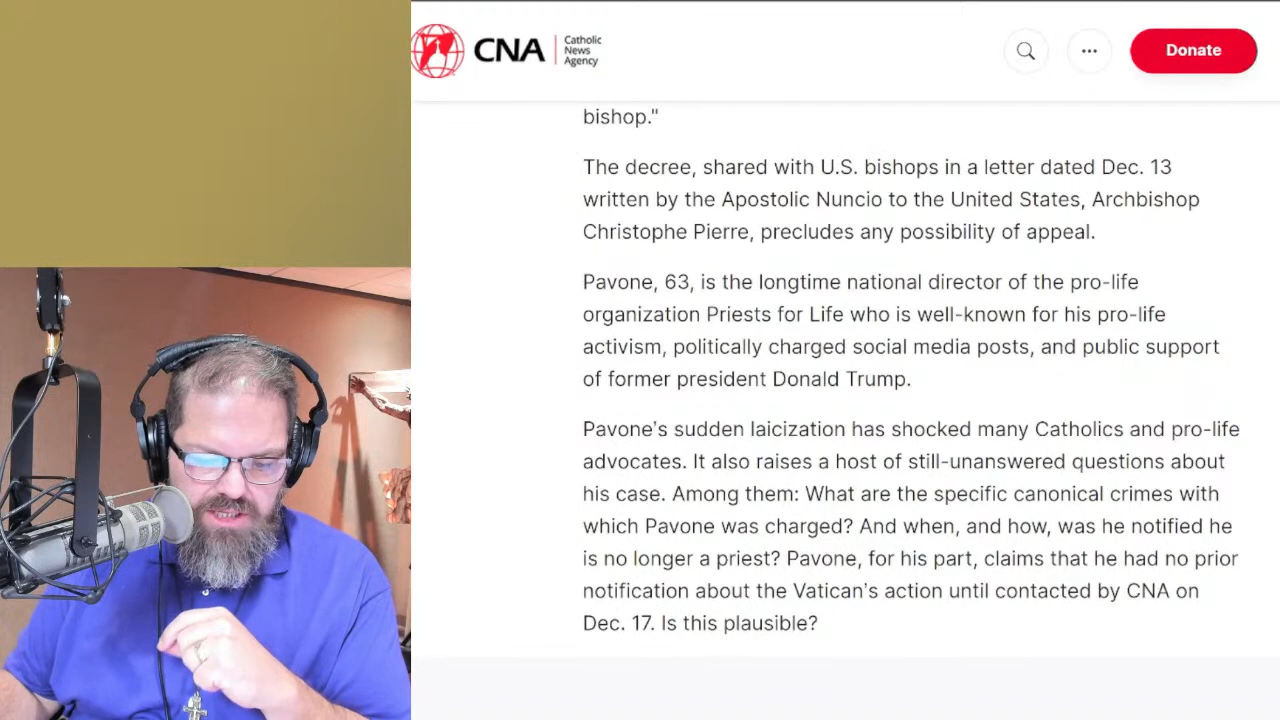 CNA
Catholic
News
Agency
Donate
bishop."
The decree, shared with U.S. bishops in a letter dated Dec. 13
written by the Apostolic Nuncio to the United States, Archbishop
Christophe Pierre, precludes any possibility of appeal.
Pavone, 63, is the longtime national director of the pro-life
organization Priests for Life who is well-known for his pro-life
activism, politically charged social media posts, and public support
of former president Donald Trump.
Pavone's sudden laicization has shocked many Catholics and pro-life
advocates. It also raises a host of still-unanswered questions about
his case. Among them: What are the specific canonical crimes with
which Pavone was charged? And when, and how, was he notified he
is no longer a priest? Pavone, for his part, claims that he had no prior
notification about the Vatican's action until contacted by CNA on
Dec. 17. Is this plausible?